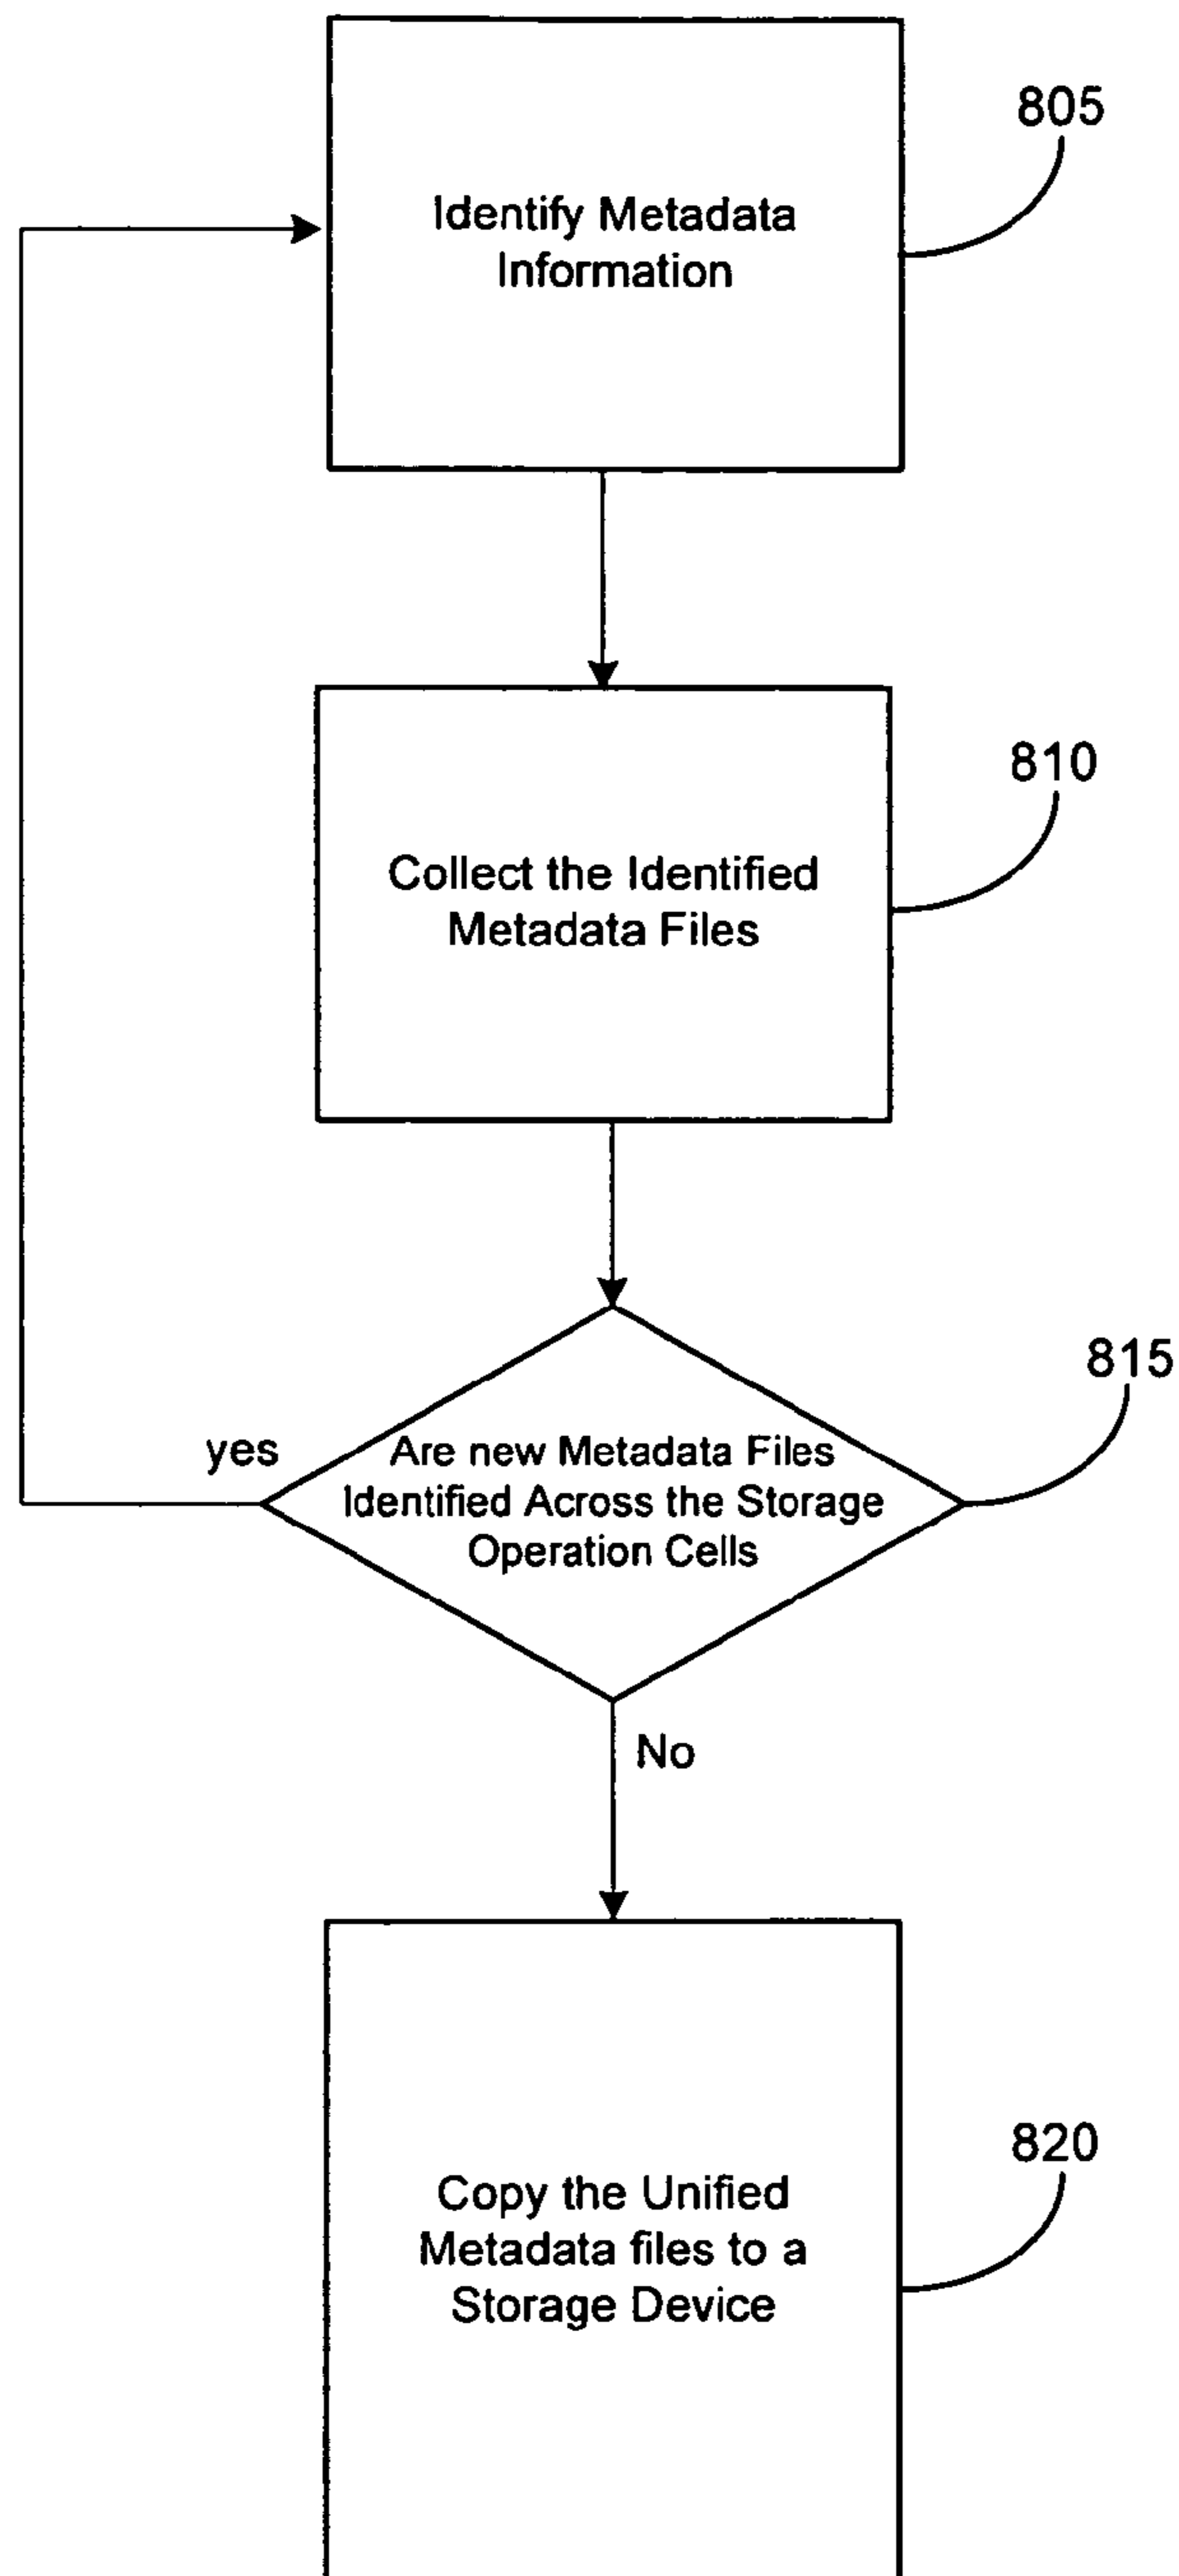 805
Identify Metadata
Information
810
Collect the Identified
Metadata Files
815
yes
Are new Metadata Files
Identified Across the Storage
Operation Cells
No
820
Copy the Unified
Metadata files to a
Storage Device